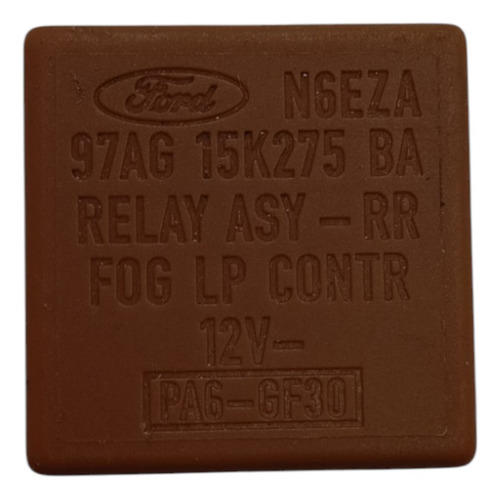 Ford N6EZA
97AG 15K275 BA
RELAY ASY - RR
FOG LP CONTR
12V-
PA6-GF30